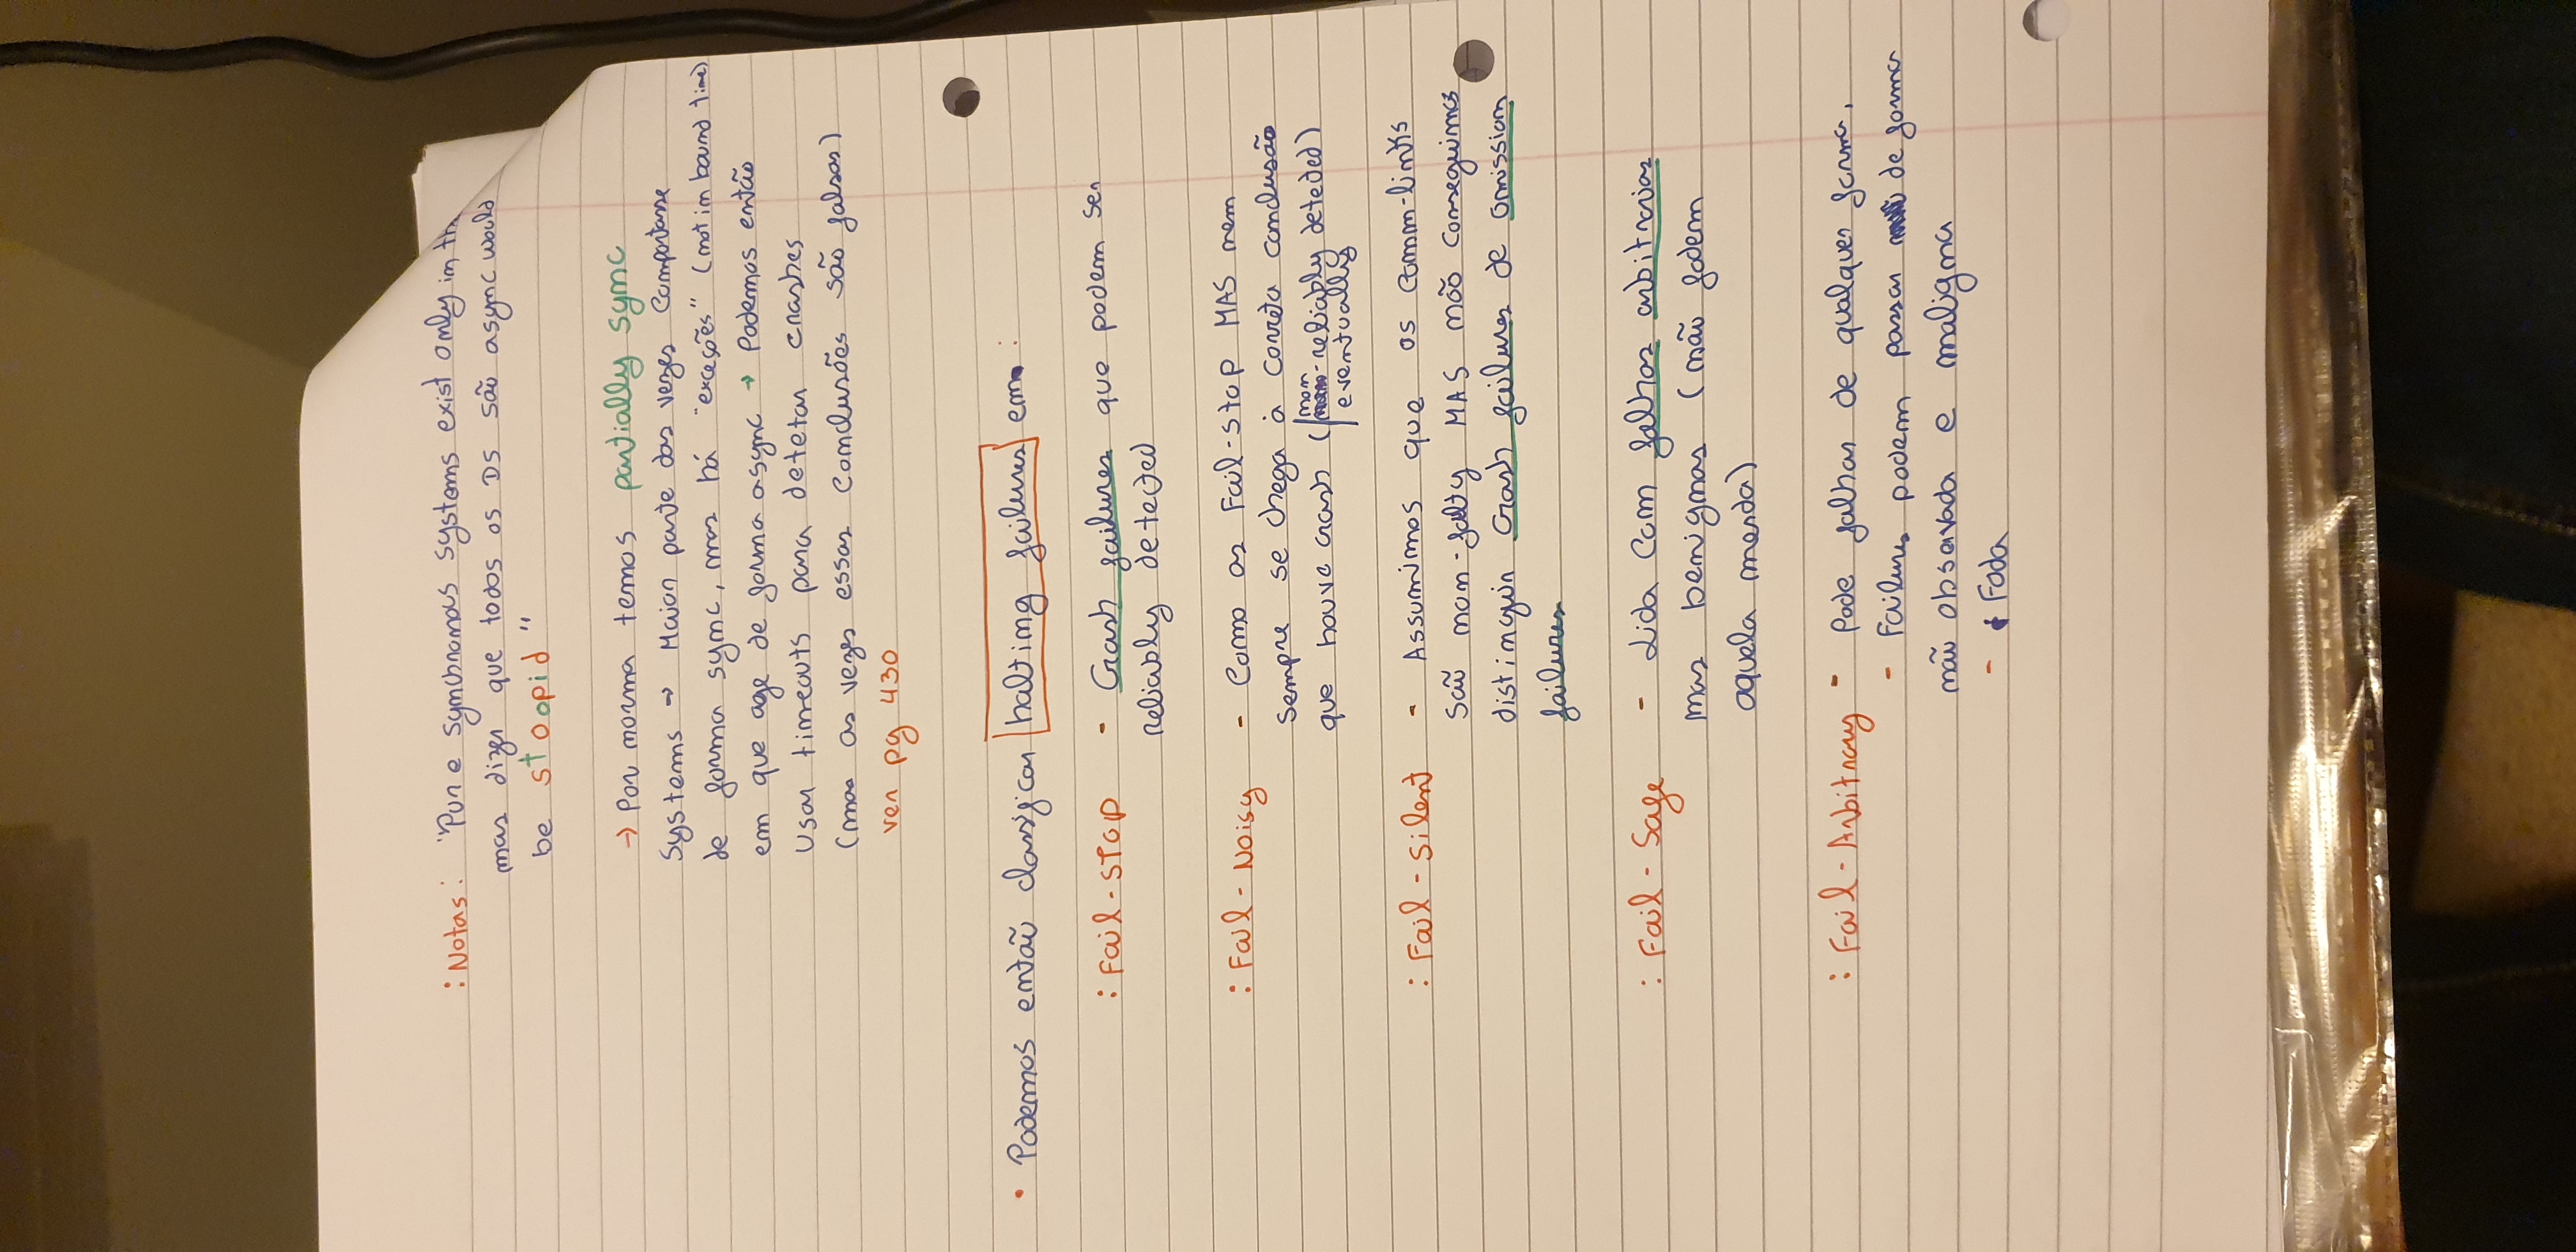 : Notas: "Pure synchronous systems exist only in th
mas dizer que todos os DS são async would
be stoopid"
→ Por norma temos partially sync
systems → Maior parte das vezes comportasse
de forma sync, mas há "exceções" (not in bound time)
em que age de forma async → Podemos então
usar timeouts para detetar crashes
(mas as vezes essas conclusões são falsas)
ver pg 430
• Podemos então classificar halting failures em:
: Fail-STOP - Crash failures que podem ser
reliably detected
: Fail-Noisy - Como as Fail-stop MAS nem
sempre se chega à correta conclusão
que houve crash (non-reliably detected)
eventually
: Fail-Silent - Assumimos que os comm-links
são non-falty MAS não conseguimos
distinguir crash failures de omission
failures
: Fail-Safe - Lida com falhas arbitrarias
mas benignas (não fodem
aquela merda)
: Fail-Arbitrary - Pode falhar de qualquer forma,
- Failures podem passar de forma
não observada e maligna
- Foda